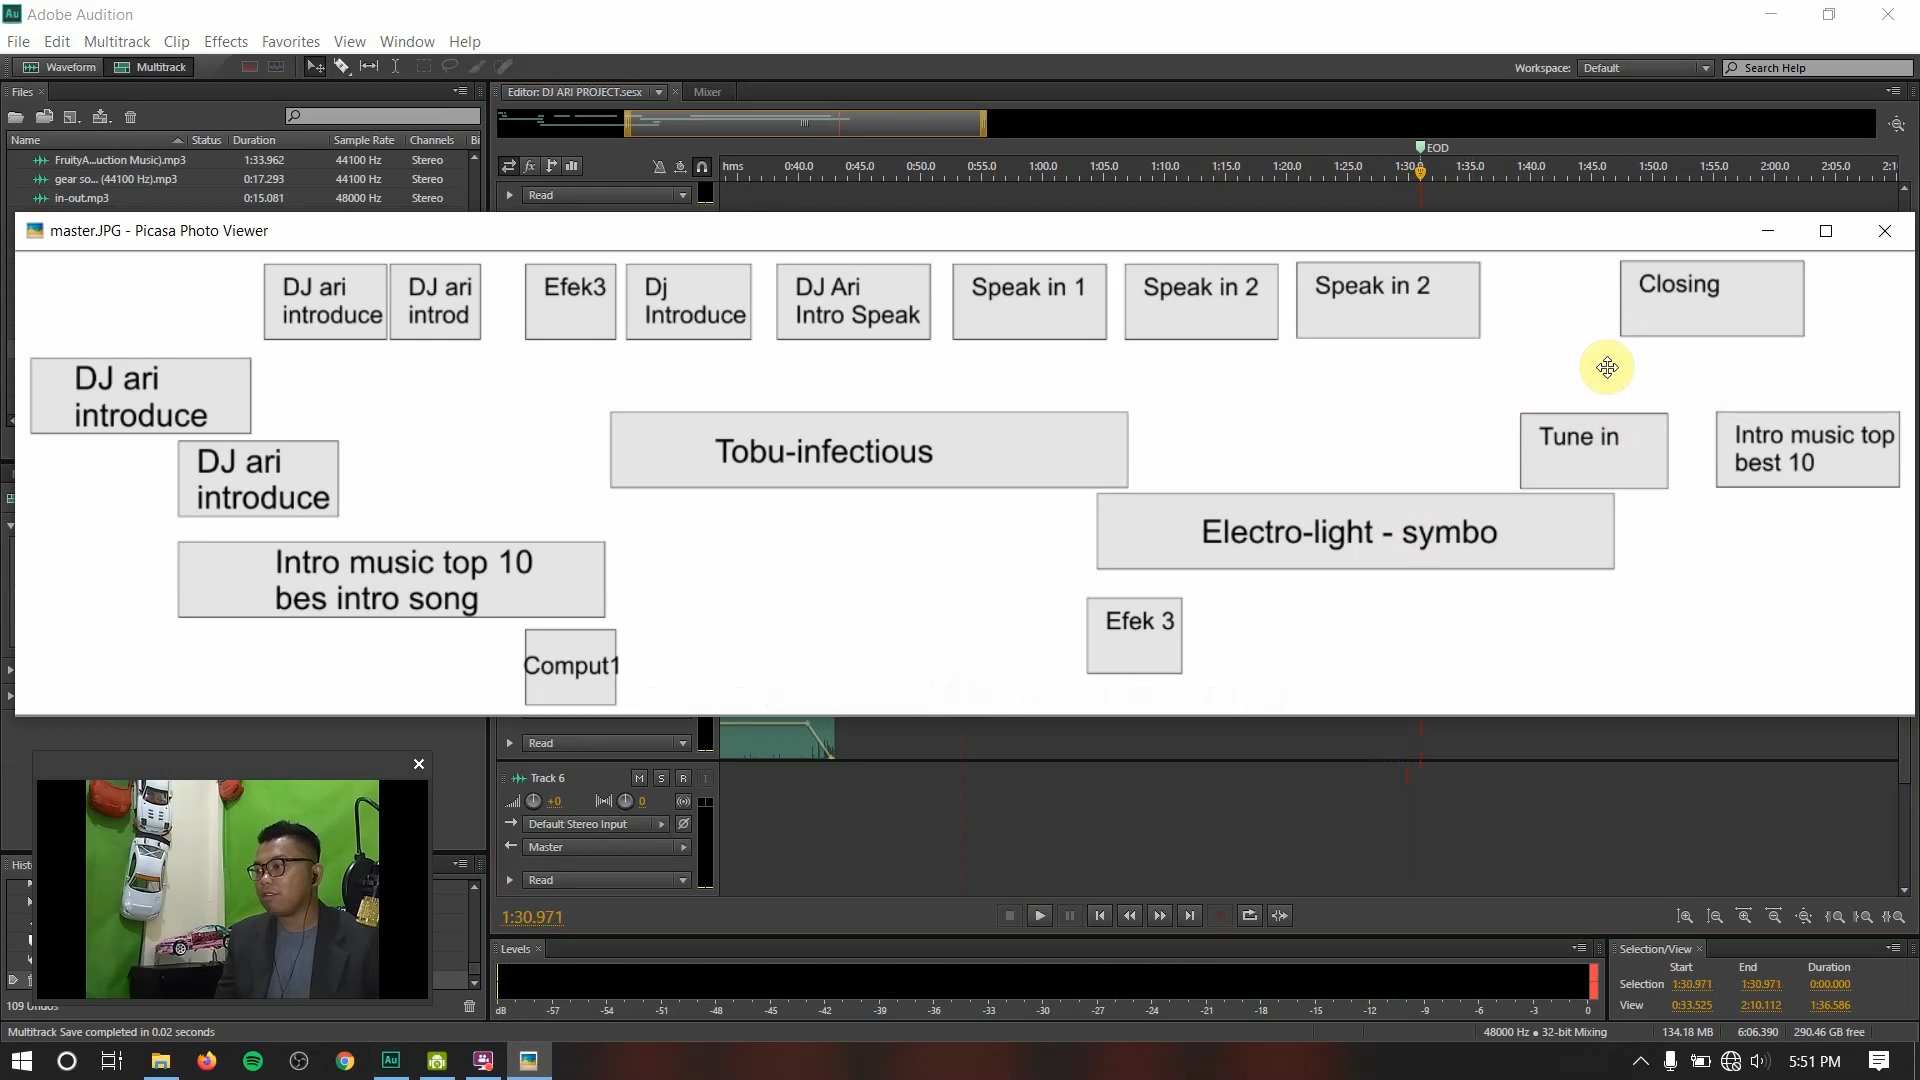 Au Adobe Audition
File Edit Multitrack Clip Effects Favorites View Window Help
Waveform Multitrack Workspace: Default Search Help
Files Editor: DJ ARI PROJECT.sesx Mixer
Name Status Duration Sample Rate Channels Bi
FruityA...uction Music).mp3 1:33.962 44100 Hz Stereo
gear so... (44100 Hz).mp3 0:17.293 44100 Hz Stereo
in-out.mp3 0:15.081 48000 Hz Stereo
EOD
hms 0:40.0 0:45.0 0:50.0 0:55.0 1:00.0 1:05.0 1:10.0 1:15.0 1:20.0 1:25.0 1:30.0 1:35.0 1:40.0 1:45.0 1:50.0 1:55.0 2:00.0 2:05.0 2:1
fx Read
master.JPG - Picasa Photo Viewer
DJ ari
introduce
DJ ari
introd
Efek3
Dj
Introduce
DJ Ari
Intro Speak
Speak in 1
Speak in 2
Speak in 2
Closing
DJ ari
introduce
DJ ari
introduce
Tobu-infectious
Tune in
Intro music top
best 10
Electro-light - symbo
Intro music top 10
bes intro song
Efek 3
Comput1
Read
Track 6 M S R I
+0 0
Default Stereo Input
Master
Read
Hist
109 Undos
1:30.971
Levels
dB -57 -54 -51 -48 -45 -42 -39 -36 -33 -30 -27 -24 -21 -18 -15 -12 -9 -6 -3 0
Selection/View
Start End Duration
Selection 1:30.971 1:30.971 0:00.000
View 0:33.525 2:10.112 1:36.586
Multitrack Save completed in 0.02 seconds
48000 Hz ● 32-bit Mixing 134.18 MB 6:06.390 290.46 GB free
Au
5:51 PM